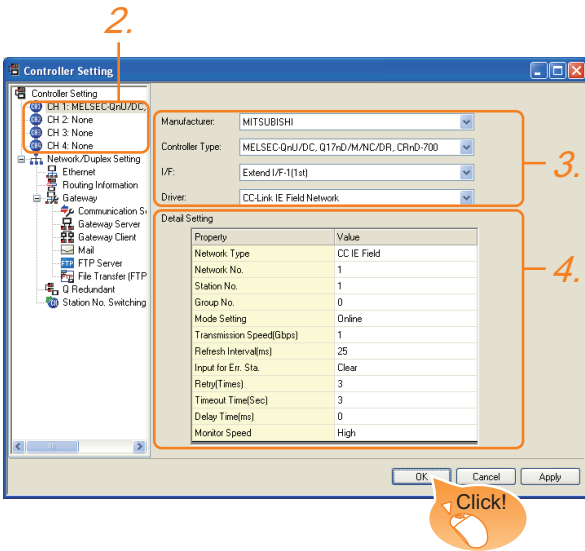 2.
Controller Setting
Controller Setting
CH 1: MELSEC-QnU/DC,
CH 2: None
CH 3: None
CH 4: None
Network/Duplex Setting
Ethernet
Routing Information
Gateway
Communication S
Gateway Server
Gateway Client
Mail
FTP Server
File Transfer (FTP
Q Redundant
Station No. Switching
Manufacturer: MITSUBISHI
Controller Type: MELSEC-QnU/DC, Q17nD/M/NC/DR, CRnD-700
I/F: Extend I/F-1(1st)
Driver: CC-Link IE Field Network
3.
Detail Setting
Property Value
Network Type CC IE Field
Network No. 1
Station No. 1
Group No. 0
Mode Setting Online
Transmission Speed(Gbps) 1
Refresh Interval(ms) 25
Input for Err. Sta. Clear
Retry(Times) 3
Timeout Time(Sec) 3
Delay Time(ms) 0
Monitor Speed High
4.
OK Cancel Apply
Click!